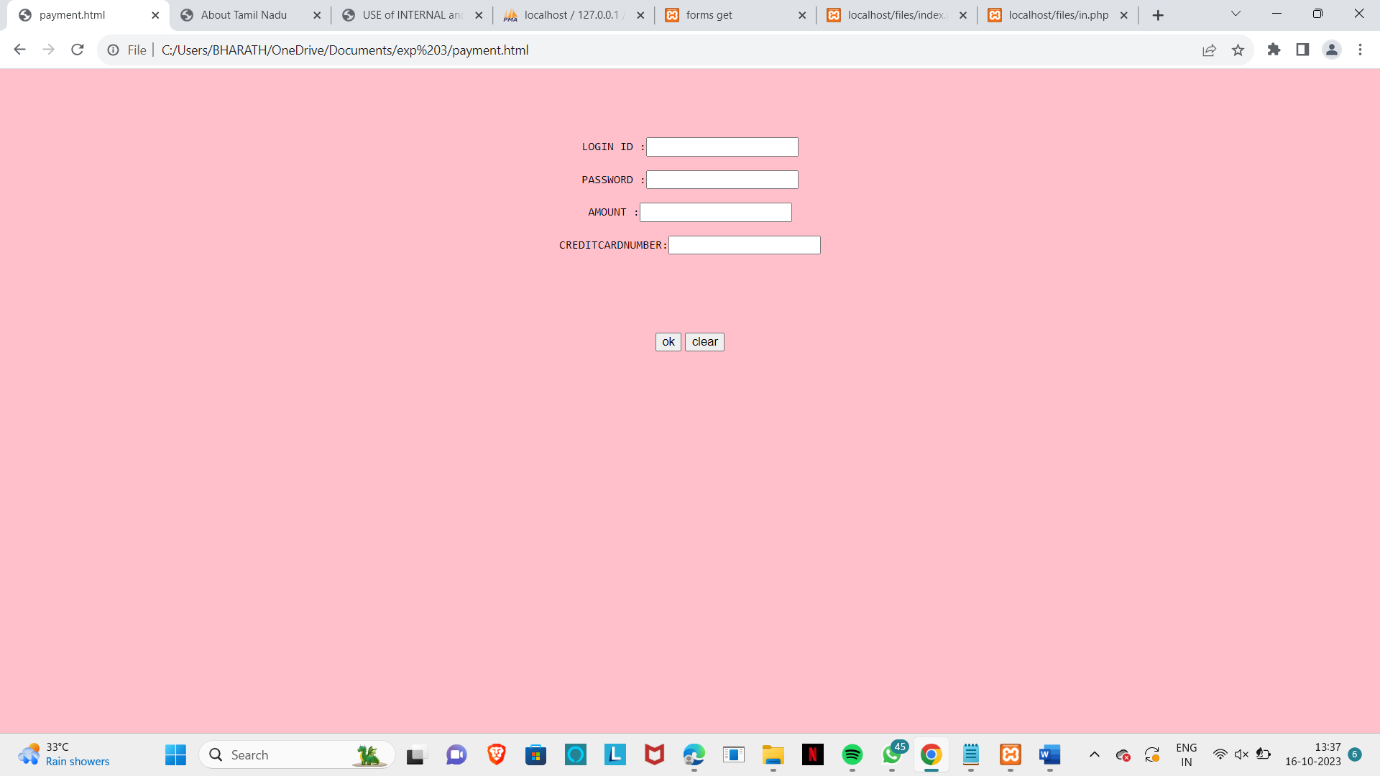 payment.html
About Tamil Nadu
USE of INTERNAL an
localhost / 127.0.0.1 /
forms get
localhost/files/index.
localhost/files/in.php
File | C:/Users/BHARATH/OneDrive/Documents/exp%203/payment.html
LOGIN ID :
PASSWORD :
AMOUNT :
CREDITCARDNUMBER:
ok clear
33°C
Rain showers
Search
45
ENG
IN
13:37
16-10-2023
6